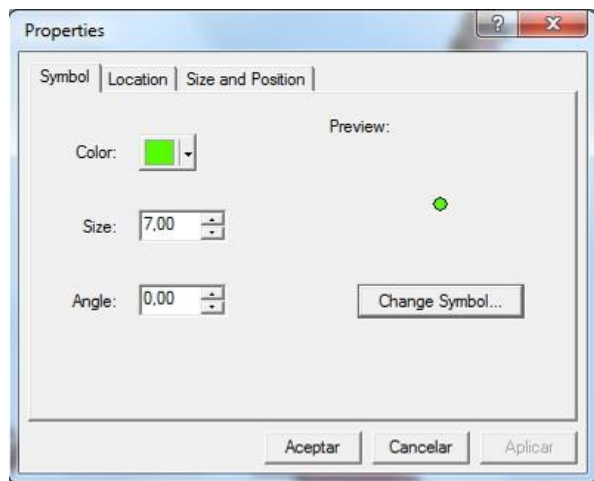 Properties
Symbol Location Size and Position
Preview:
Color:
Size: 7,00
Angle: 0,00
Change Symbol...
Aceptar Cancelar Aplicar